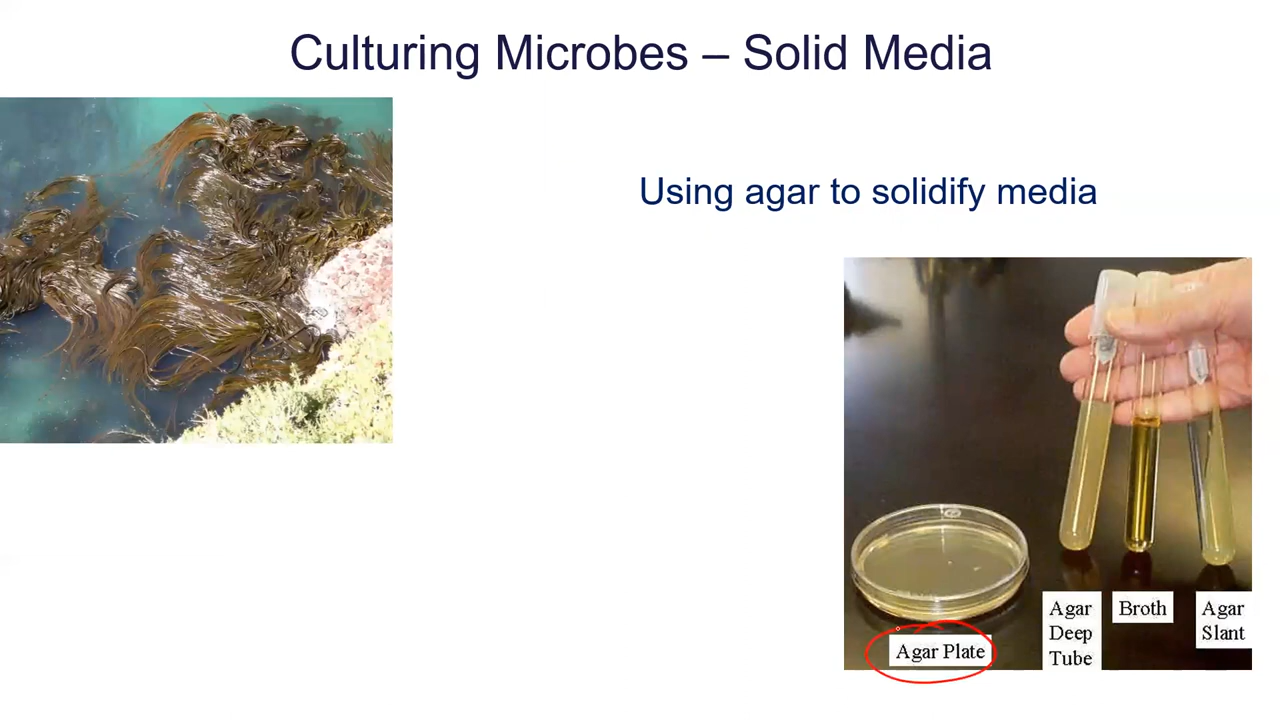 Culturing Microbes – Solid Media
Using agar to solidify media
Agar Plate
Agar
Deep
Tube
Broth
Agar
Slant